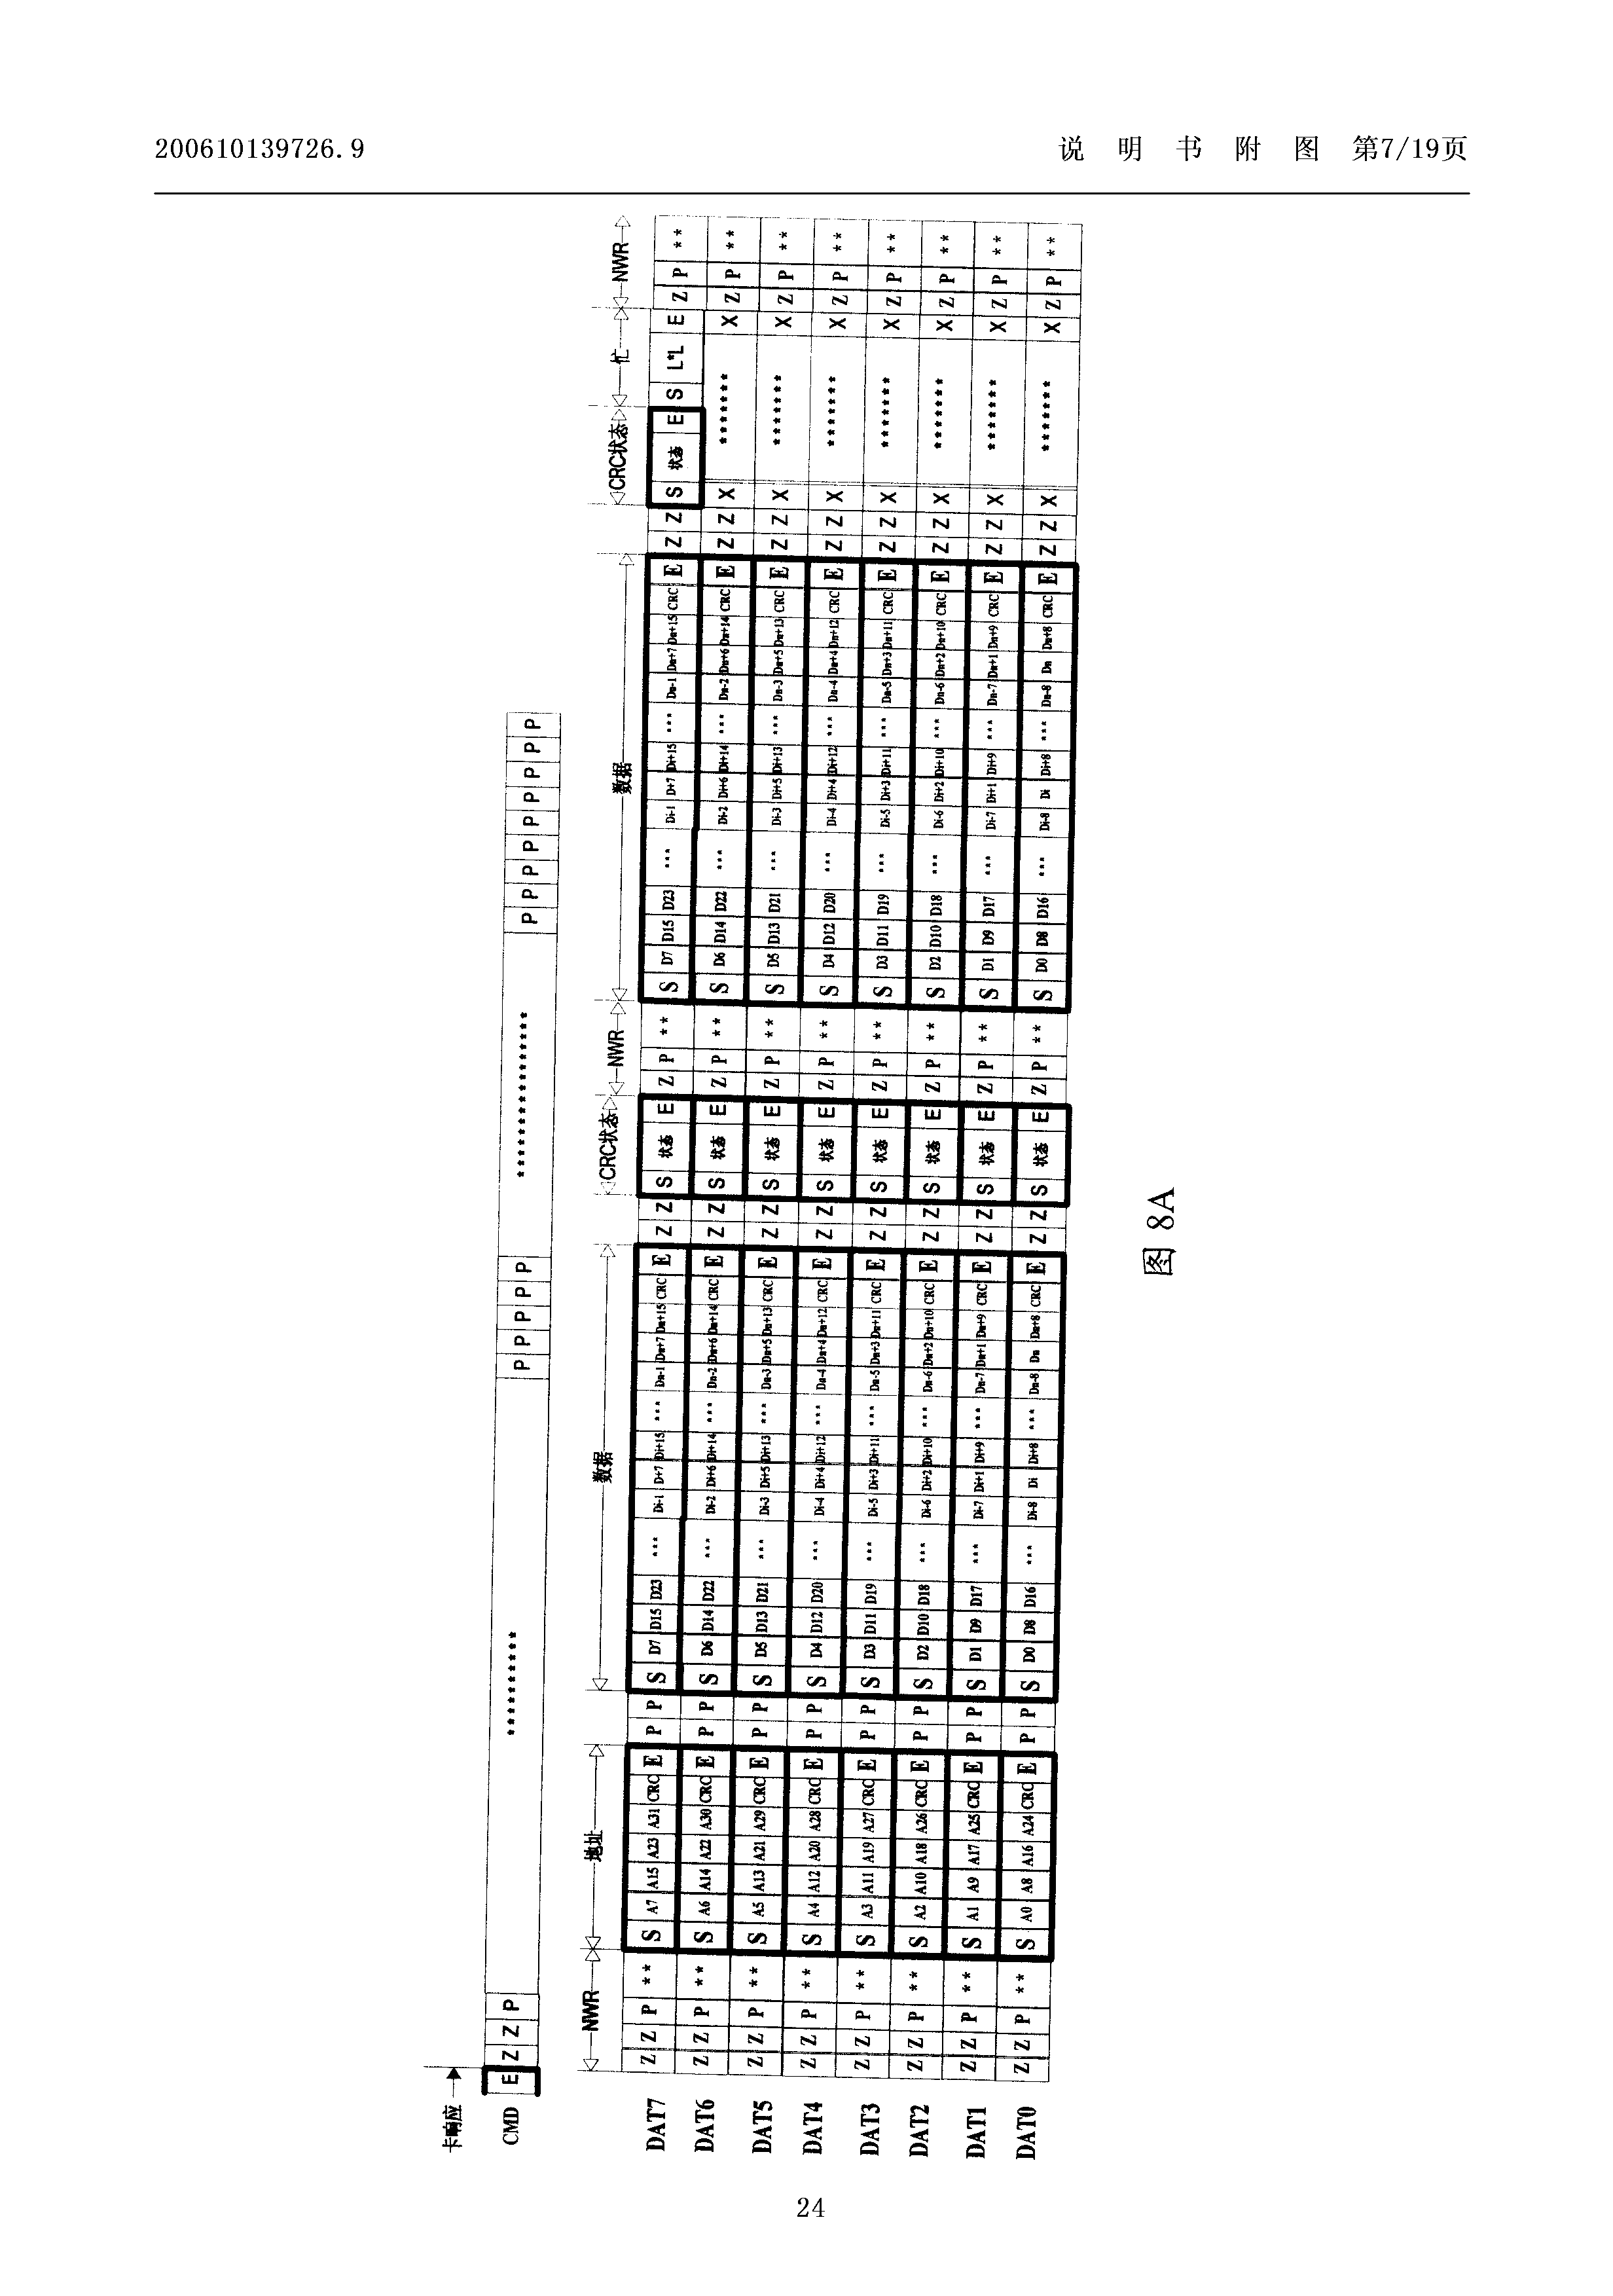 200610139726.9
说 明 书 附 图 第7/19页
卡响应
CMD E Z Z P ********** P P P P P ************** P P P P P P P P P
NWR 地址 数据 CRC状态 NWR 数据 CRC状态 忙 NWR
DAT7 Z Z P ** S A7 A15 A23 A31 CRC E P P S D7 D15 D23 *** Di-1 D+7 Di+15 *** Dn-1 Dn+7 Dn+15 CRC E Z Z S 状态 E Z P ** S D7 D15 D23 *** Di-1 D+7 Di+15 *** Dn-1 Dn+7 Dn+15 CRC E Z Z S 状态 E S L*L E Z P **
DAT6 Z Z P ** S A6 A14 A22 A30 CRC E P P S D6 D14 D22 *** Di-2 Di+6 Di+14 *** Dn-2 Dn+6 Dn+14 CRC E Z Z S 状态 E Z P ** S D6 D14 D22 *** Di-2 Di+6 Di+14 *** Dn-2 Dn+6 Dn+14 CRC E Z Z X ******* X Z P **
DAT5 Z Z P ** S A5 A13 A21 A29 CRC E P P S D5 D13 D21 *** Di-3 Di+5 Di+13 *** Dn-3 Dn+5 Dn+13 CRC E Z Z S 状态 E Z P ** S D5 D13 D21 *** Di-3 Di+5 Di+13 *** Dn-3 Dn+5 Dn+13 CRC E Z Z X ******* X Z P **
DAT4 Z Z P ** S A4 A12 A20 A28 CRC E P P S D4 D12 D20 *** Di-4 Di+4 Di+12 *** Dn-4 Dn+4 Dn+12 CRC E Z Z S 状态 E Z P ** S D4 D12 D20 *** Di-4 Di+4 Di+12 *** Dn-4 Dn+4 Dn+12 CRC E Z Z X ******* X Z P **
DAT3 Z Z P ** S A3 A11 A19 A27 CRC E P P S D3 D11 D19 *** Di-5 Di+3 Di+11 *** Dn-5 Dn+3 Dn+11 CRC E Z Z S 状态 E Z P ** S D3 D11 D19 *** Di-5 Di+3 Di+11 *** Dn-5 Dn+3 Dn+11 CRC E Z Z X ******* X Z P **
DAT2 Z Z P ** S A2 A10 A18 A26 CRC E P P S D2 D10 D18 *** Di-6 Di+2 Di+10 *** Dn-6 Dn+2 Dn+10 CRC E Z Z S 状态 E Z P ** S D2 D10 D18 *** Di-6 Di+2 Di+10 *** Dn-6 Dn+2 Dn+10 CRC E Z Z X ******* X Z P **
DAT1 Z Z P ** S A1 A9 A17 A25 CRC E P P S D1 D9 D17 *** Di-7 Di+1 Di+9 *** Dn-7 Dn+1 Dn+9 CRC E Z Z S 状态 E Z P ** S D1 D9 D17 *** Di-7 Di+1 Di+9 *** Dn-7 Dn+1 Dn+9 CRC E Z Z X ******* X Z P **
DAT0 Z Z P ** S A0 A8 A16 A24 CRC E P P S D0 D8 D16 *** Di-8 Di Di+8 *** Dn-8 Dn Dn+8 CRC E Z Z S 状态 E Z P ** S D0 D8 D16 *** Di-8 Di Di+8 *** Dn-8 Dn Dn+8 CRC E Z Z X ******* X Z P **
图 8A
24